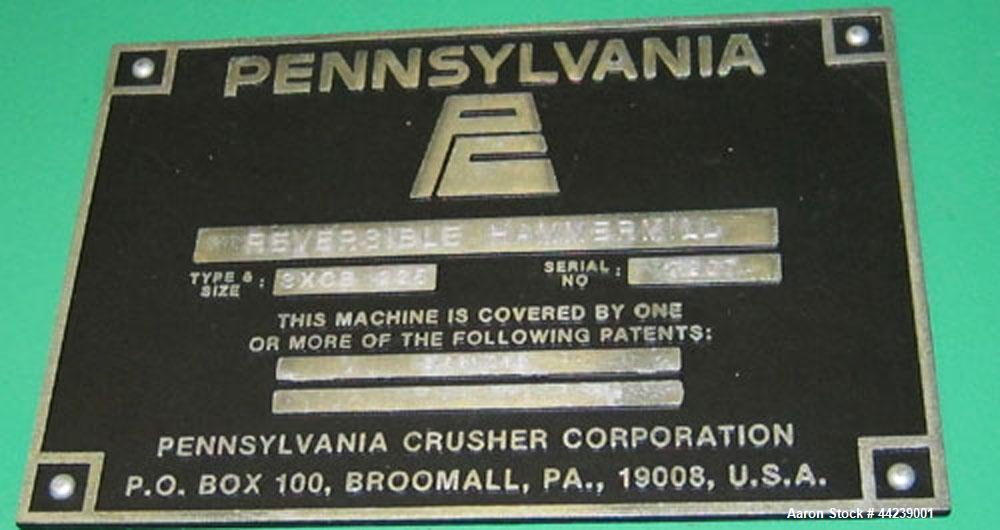 PENNSYLVANIA
PC
REVERSIBLE HAMMERMILL
TYPE &
SIZE :
SERIAL
NO :
THIS MACHINE IS COVERED BY ONE
OR MORE OF THE FOLLOWING PATENTS:
PENNSYLVANIA CRUSHER CORPORATION
P.O. BOX 100, BROOMALL, PA., 19008, U.S.A.
Aaron Stock # 44239001